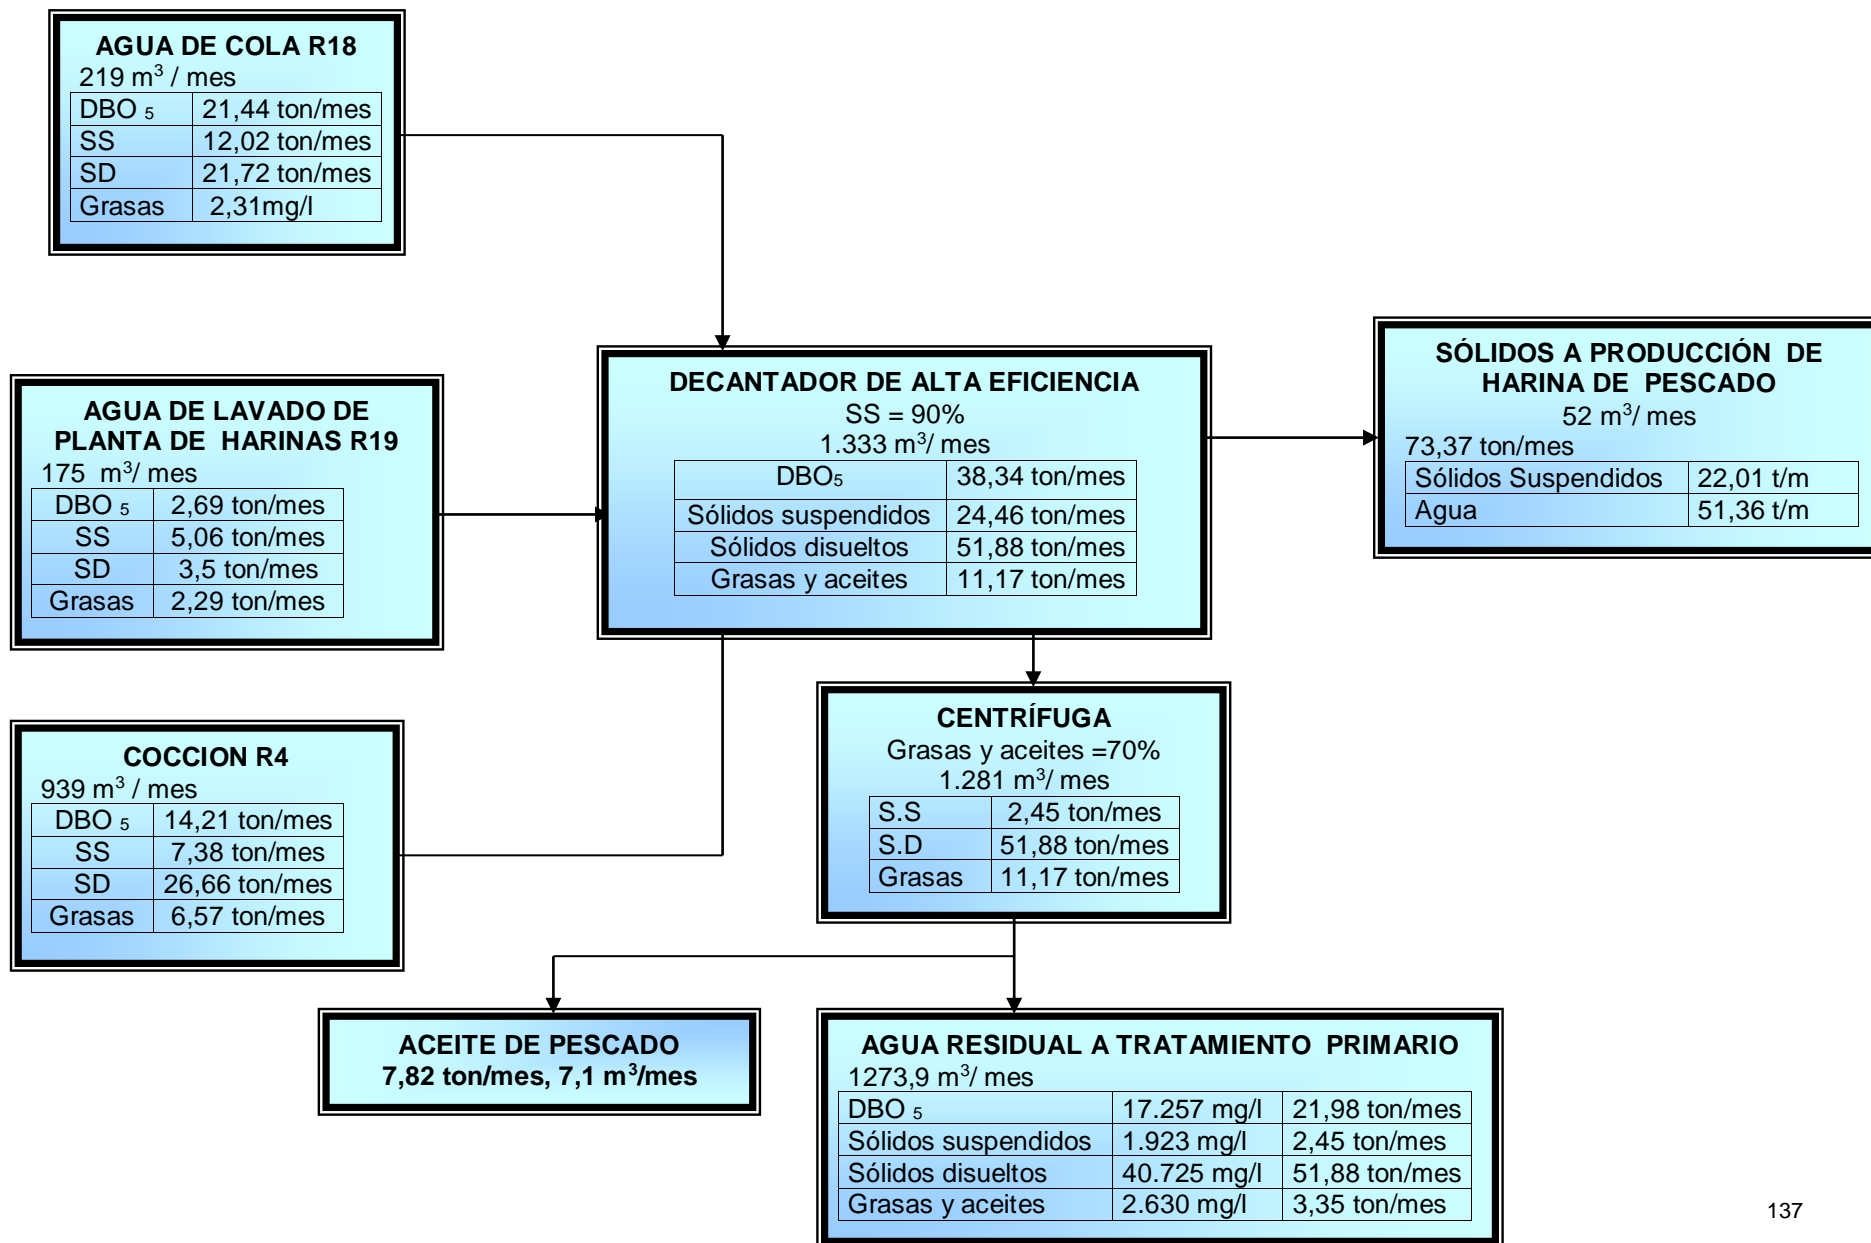 AGUA DE COLA R18
219 m³ / mes
DBO ₅ 21,44 ton/mes
SS 12,02 ton/mes
SD 21,72 ton/mes
Grasas 2,31mg/l
AGUA DE LAVADO DE
PLANTA DE HARINAS R19
175 m³/ mes
DBO ₅ 2,69 ton/mes
SS 5,06 ton/mes
SD 3,5 ton/mes
Grasas 2,29 ton/mes
COCCION R4
939 m³ / mes
DBO ₅ 14,21 ton/mes
SS 7,38 ton/mes
SD 26,66 ton/mes
Grasas 6,57 ton/mes
DECANTADOR DE ALTA EFICIENCIA
SS = 90%
1.333 m³/ mes
DBO₅ 38,34 ton/mes
Sólidos suspendidos 24,46 ton/mes
Sólidos disueltos 51,88 ton/mes
Grasas y aceites 11,17 ton/mes
SÓLIDOS A PRODUCCIÓN DE
HARINA DE PESCADO
52 m³/ mes
73,37 ton/mes
Sólidos Suspendidos 22,01 t/m
Agua 51,36 t/m
CENTRÍFUGA
Grasas y aceites =70%
1.281 m³/ mes
S.S 2,45 ton/mes
S.D 51,88 ton/mes
Grasas 11,17 ton/mes
ACEITE DE PESCADO
7,82 ton/mes, 7,1 m³/mes
AGUA RESIDUAL A TRATAMIENTO PRIMARIO
1273,9 m³/ mes
DBO ₅ 17.257 mg/l 21,98 ton/mes
Sólidos suspendidos 1.923 mg/l 2,45 ton/mes
Sólidos disueltos 40.725 mg/l 51,88 ton/mes
Grasas y aceites 2.630 mg/l 3,35 ton/mes
137